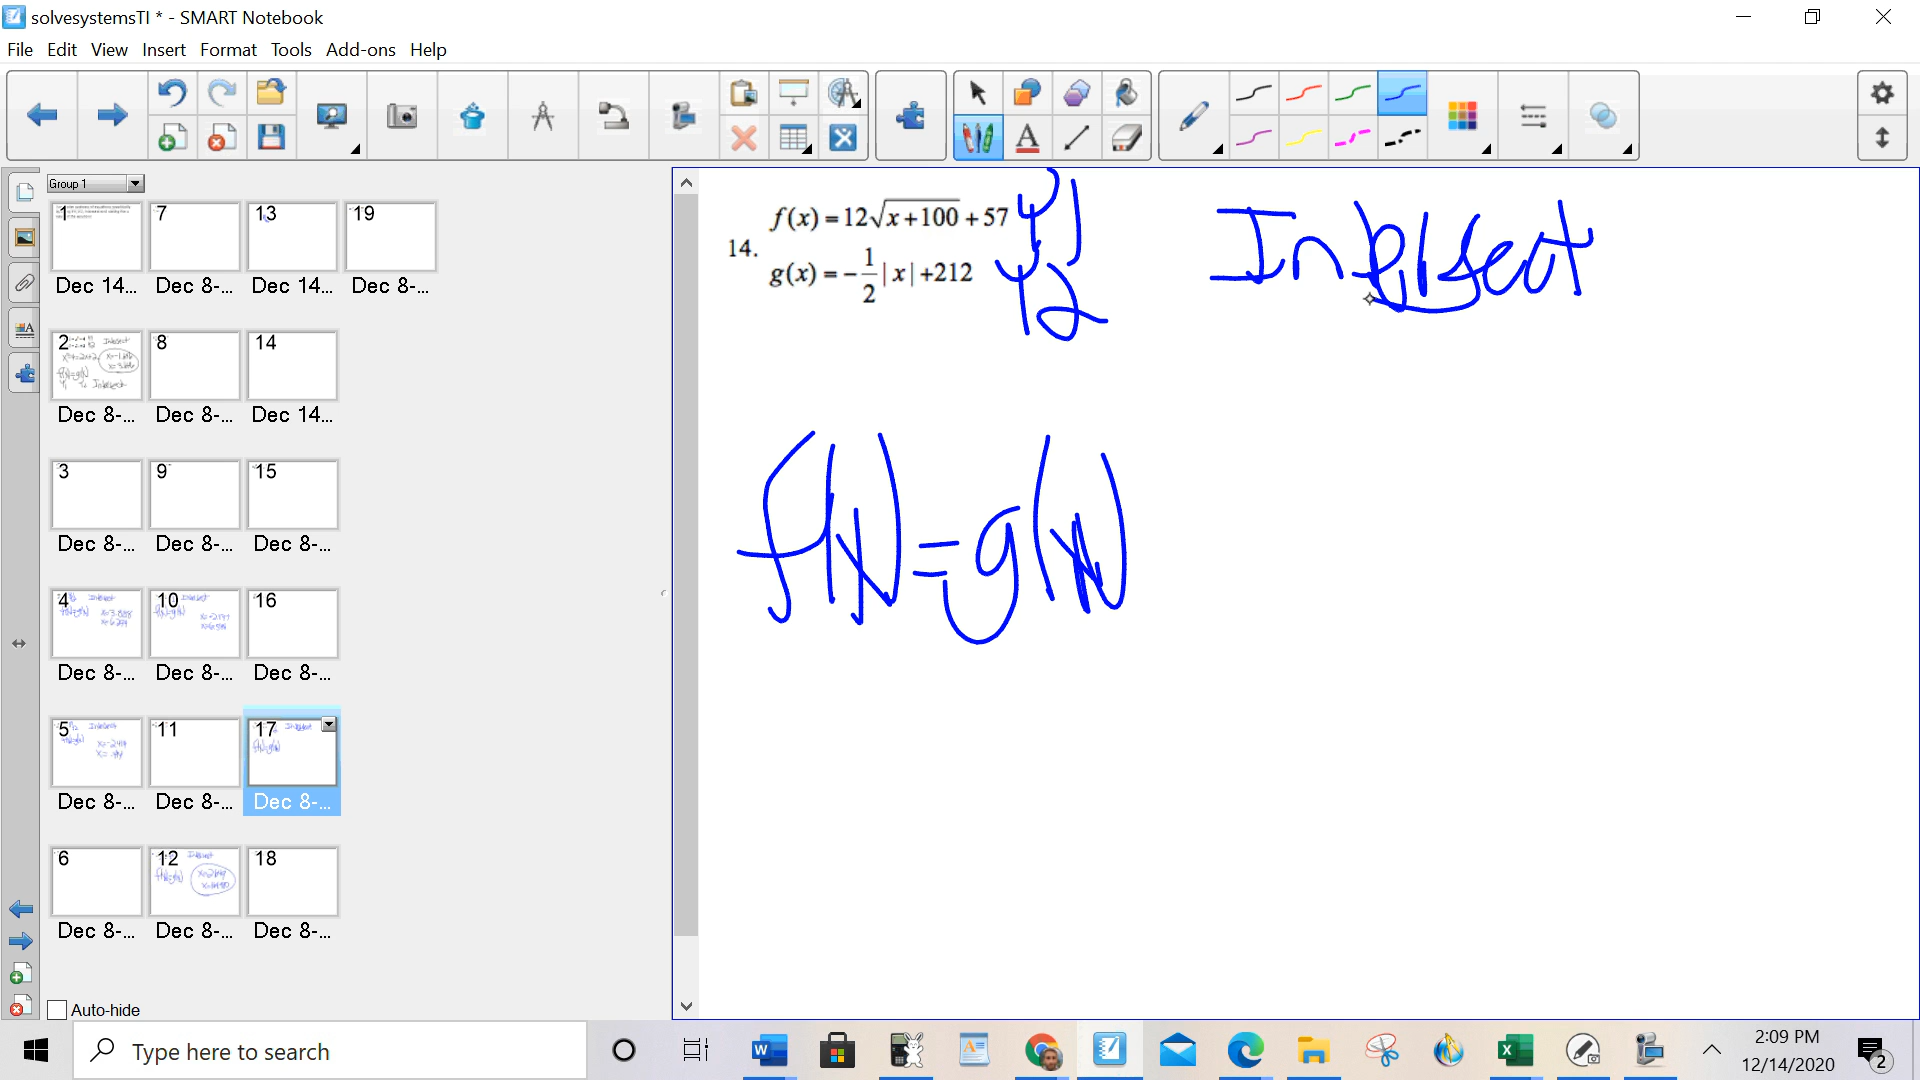 solvesystemsTI * - SMART Notebook
File Edit View Insert Format Tools Add-ons Help
Group 1
1 7 13 19
Dec 14... Dec 8-... Dec 14... Dec 8-...
2 8 14
Dec 8-... Dec 8-... Dec 14...
3 9 15
Dec 8-... Dec 8-... Dec 8-...
4 10 16
Dec 8-... Dec 8-... Dec 8-...
5 11 17
Dec 8-... Dec 8-... Dec 8-...
6 12 18
Dec 8-... Dec 8-... Dec 8-...
Auto-hide
14.
f(x) = 12√x+100 + 57 Y1
g(x) = -1/2 |x| +212 Y2
Intersect
f(x)=g(x)
Type here to search
2:09 PM
12/14/2020
2